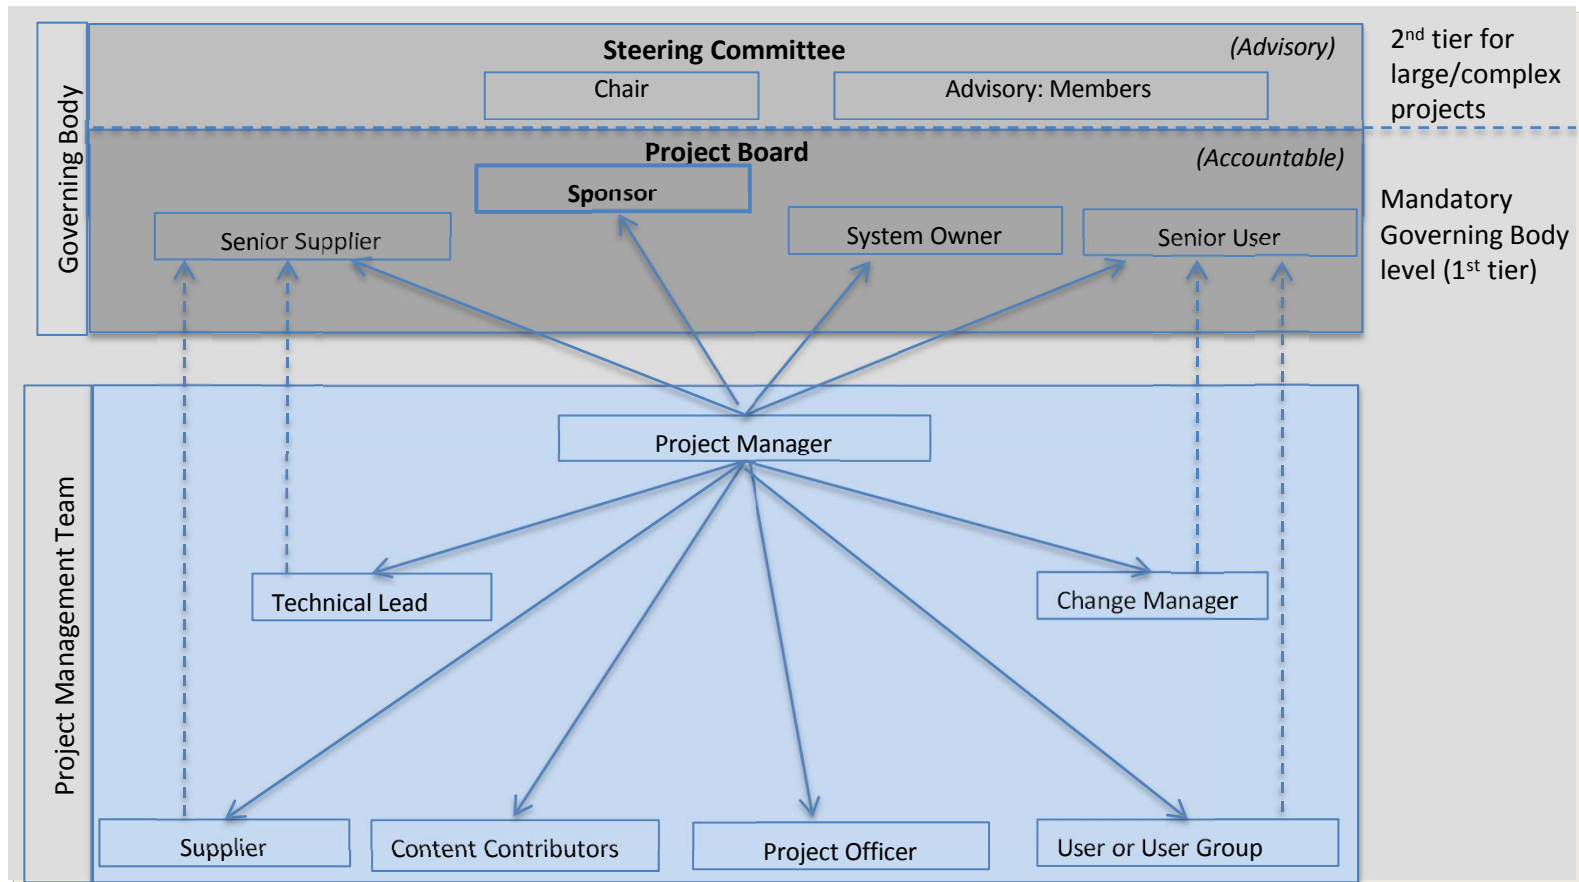 Steering Committee
(Advisory)
2nd tier for
large/complex
projects
Chair
Advisory: Members
Governing Body
Project Board
(Accountable)
Sponsor
Senior Supplier
System Owner
Senior User
Mandatory
Governing Body
level (1st tier)
Project Management Team
Project Manager
Technical Lead
Change Manager
Supplier
Content Contributors
Project Officer
User or User Group